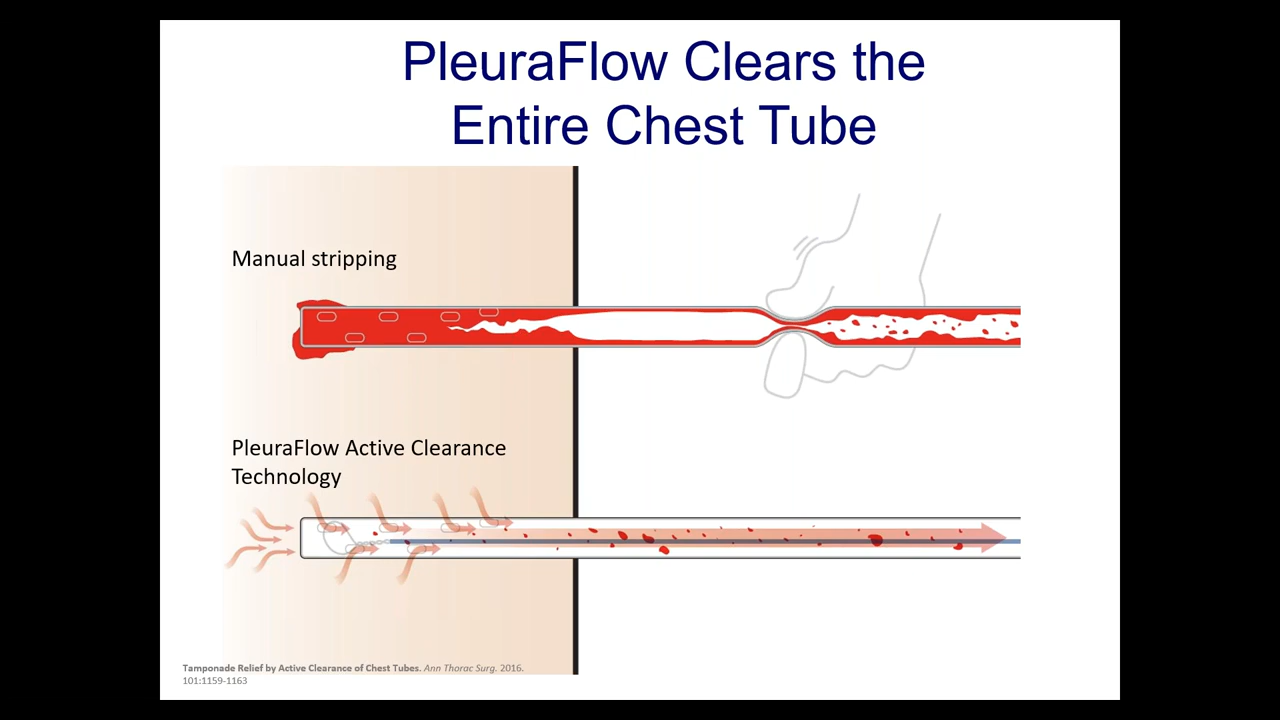 PleuraFlow Clears the
Entire Chest Tube
Manual stripping
PleuraFlow Active Clearance
Technology
Tamponade Relief by Active Clearance of Chest Tubes. Ann Thorac Surg. 2016.
101:1159-1163